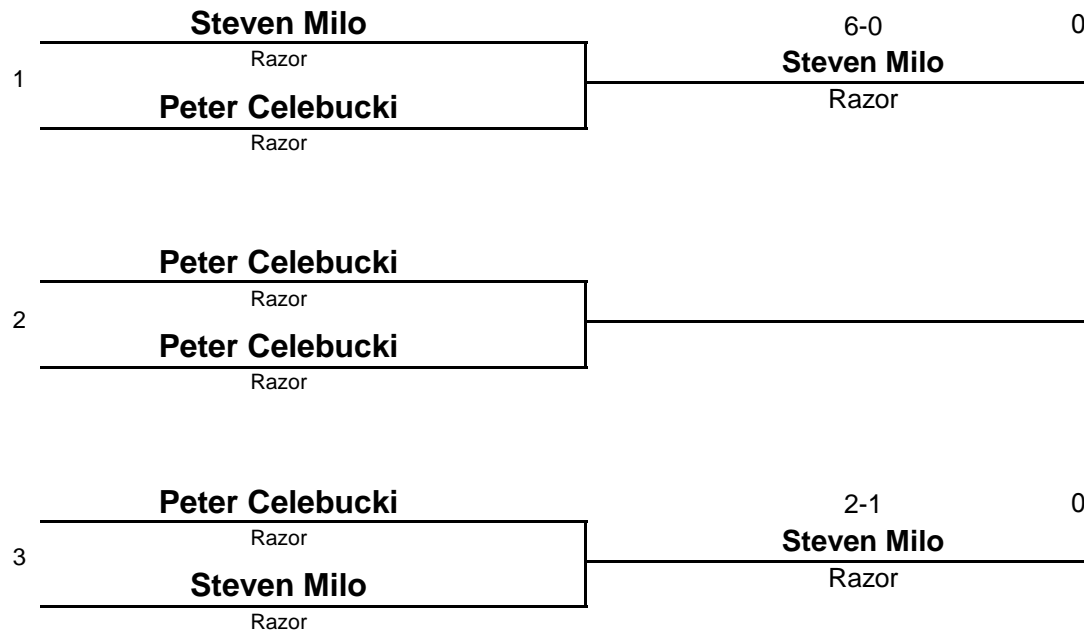 Steven Milo
6-0
0
Razor
Steven Milo
1
Peter Celebucki
Razor
Razor
Peter Celebucki
Razor
2
Peter Celebucki
Razor
Peter Celebucki
2-1
0
Razor
Steven Milo
3
Steven Milo
Razor
Razor